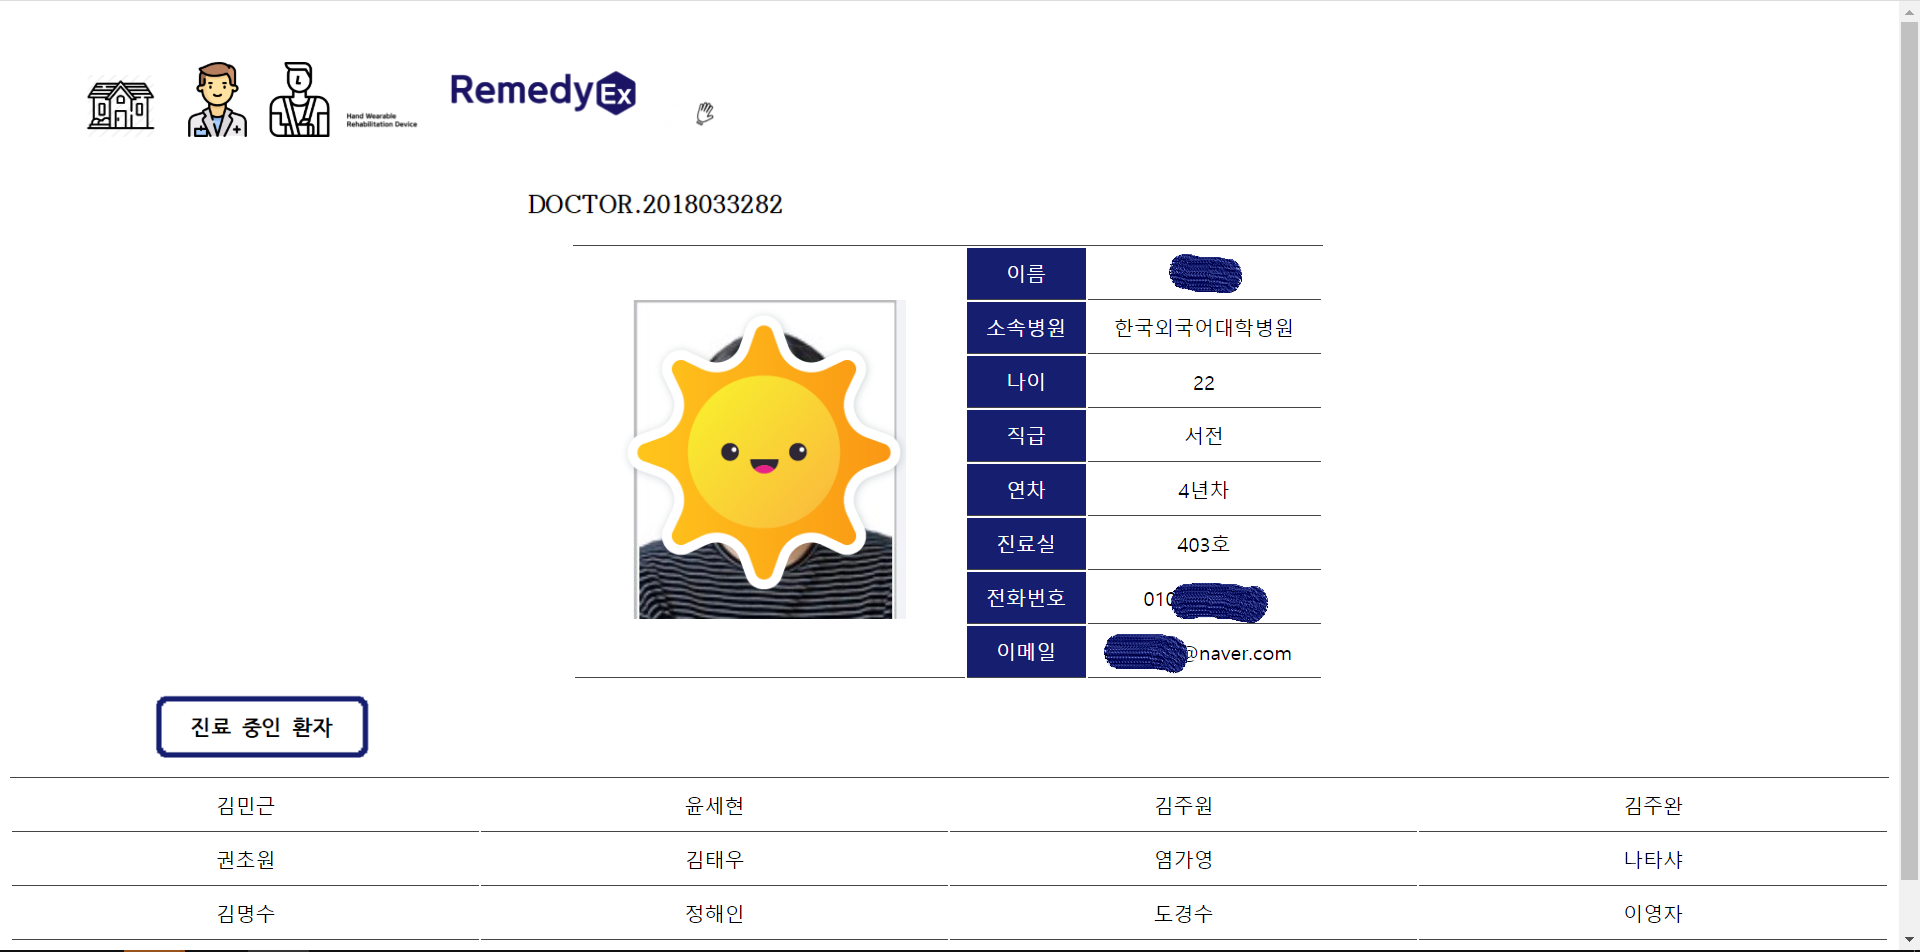 Hand Wearable
Rehabilitation Device
RemedyEx
DOCTOR.2018033282
이름
소속병원 한국외국어대학병원
나이 22
직급 서전
연차 4년차
진료실 403호
전화번호 010
이메일 @naver.com
진료 중인 환자
김민근 윤세현 김주원 김주완
권초원 김태우 염가영 나타샤
김명수 정해인 도경수 이영자